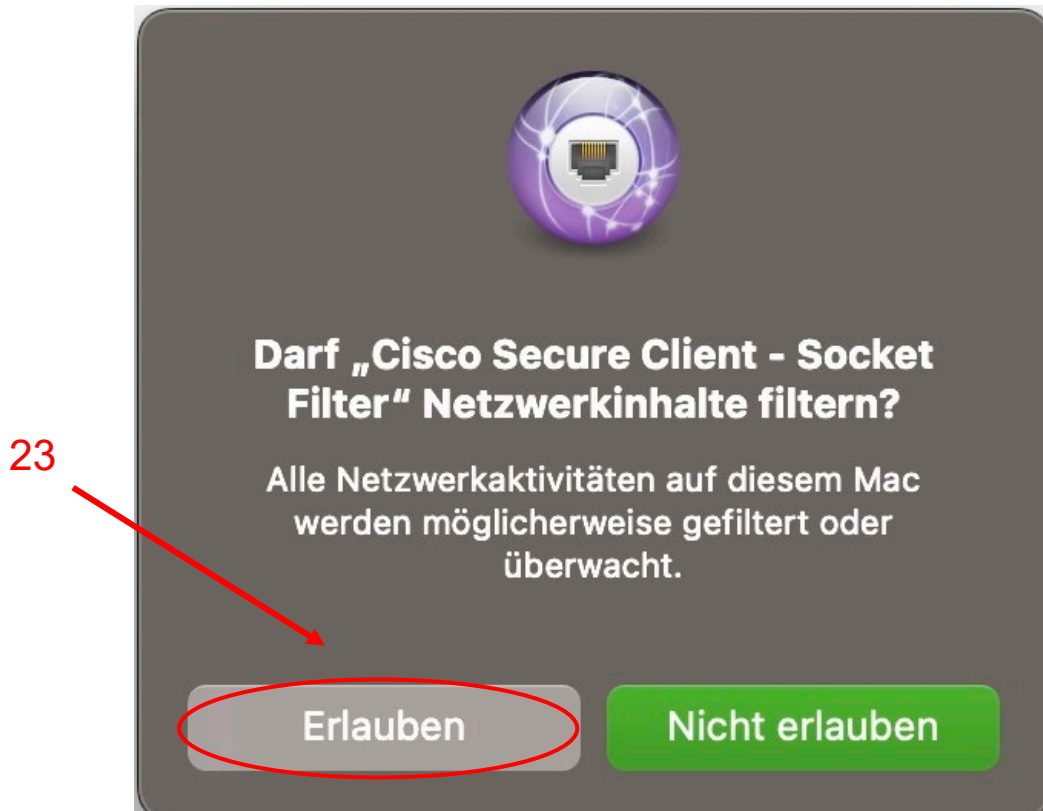 Darf „Cisco Secure Client - Socket
Filter“ Netzwerkinhalte filtern?
23
Alle Netzwerkaktivitäten auf diesem Mac
werden möglicherweise gefiltert oder
überwacht.
Erlauben
Nicht erlauben